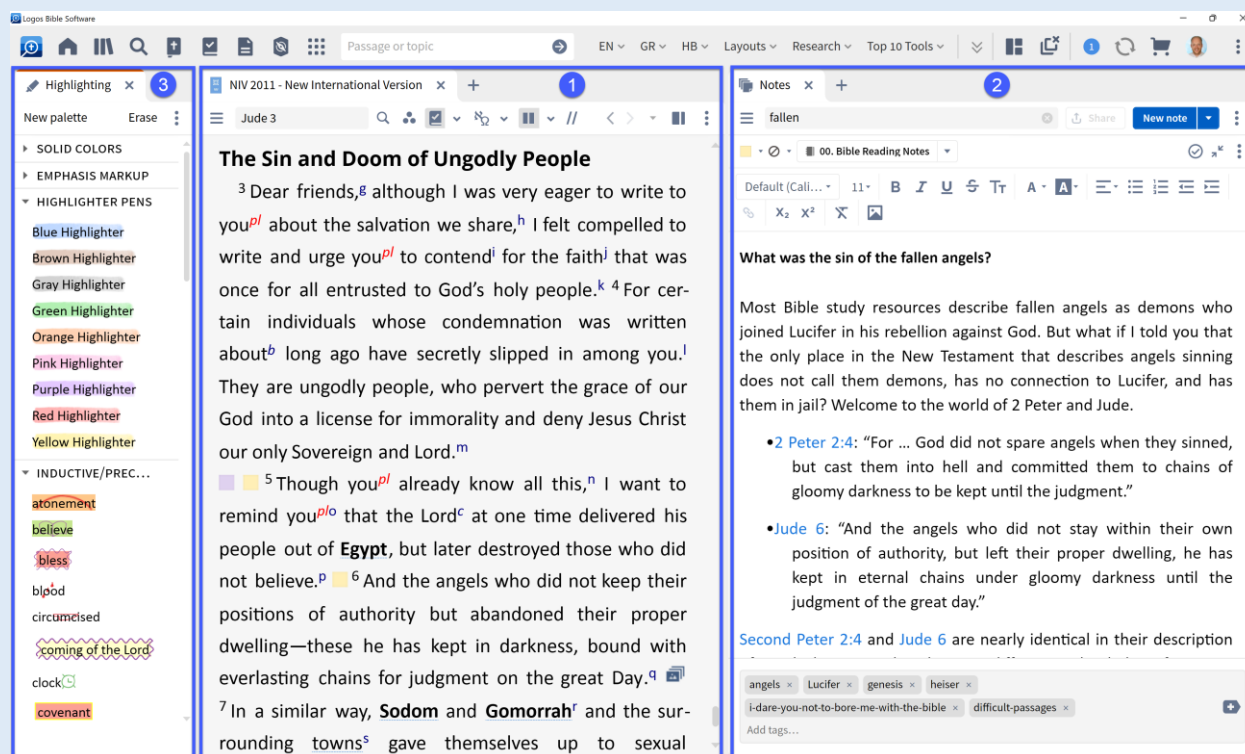 Logos Bible Software
Passage or topic
EN GR HB Layouts Research Top 10 Tools
1
Highlighting
3
New palette Erase
SOLID COLORS
EMPHASIS MARKUP
HIGHLIGHTER PENS
Blue Highlighter
Brown Highlighter
Gray Highlighter
Green Highlighter
Orange Highlighter
Pink Highlighter
Purple Highlighter
Red Highlighter
Yellow Highlighter
INDUCTIVE/PREC...
atonement
believe
bless
blood
circumcised
coming of the Lord
clock
covenant
NIV 2011 - New International Version
1
Jude 3
The Sin and Doom of Ungodly People
3 Dear friends,g although I was very eager to write to
youpl about the salvation we share,h I felt compelled to
write and urge youpl to contendi for the faithj that was
once for all entrusted to God’s holy people.k 4 For cer-
tain individuals whose condemnation was written
aboutb long ago have secretly slipped in among you.l
They are ungodly people, who pervert the grace of our
God into a license for immorality and deny Jesus Christ
our only Sovereign and Lord.m
5 Though youpl already know all this,n I want to
remind youplo that the Lordc at one time delivered his
people out of Egypt, but later destroyed those who did
not believe.p 6 And the angels who did not keep their
positions of authority but abandoned their proper
dwelling—these he has kept in darkness, bound with
everlasting chains for judgment on the great Day.q
7 In a similar way, Sodom and Gomorrahr and the sur-
rounding townss gave themselves up to sexual
Notes
2
fallen
Share
New note
00. Bible Reading Notes
Default (Cali... 11 B I U S TT A A
X₂ X²
What was the sin of the fallen angels?
Most Bible study resources describe fallen angels as demons who
joined Lucifer in his rebellion against God. But what if I told you that
the only place in the New Testament that describes angels sinning
does not call them demons, has no connection to Lucifer, and has
them in jail? Welcome to the world of 2 Peter and Jude.
•2 Peter 2:4: “For ... God did not spare angels when they sinned,
but cast them into hell and committed them to chains of
gloomy darkness to be kept until the judgment.”
•Jude 6: “And the angels who did not stay within their own
position of authority, but left their proper dwelling, he has
kept in eternal chains under gloomy darkness until the
judgment of the great day.”
Second Peter 2:4 and Jude 6 are nearly identical in their description
angels Lucifer genesis heiser
i-dare-you-not-to-bore-me-with-the-bible difficult-passages
Add tags...